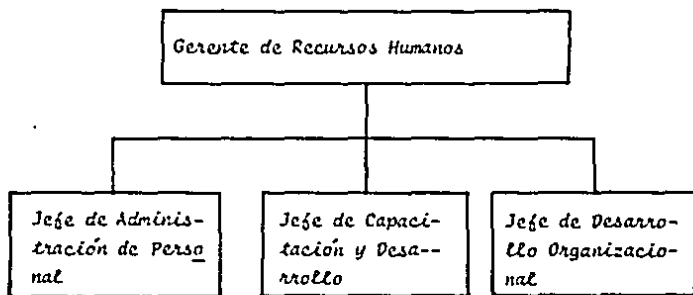 Gerente de Recursos Humanos
Jefe de Adminis-
tración de Perso
nal
Jefe de Capaci-
tación y Desa--
rrollo
Jefe de Desarro-
llo Organizacio-
nal